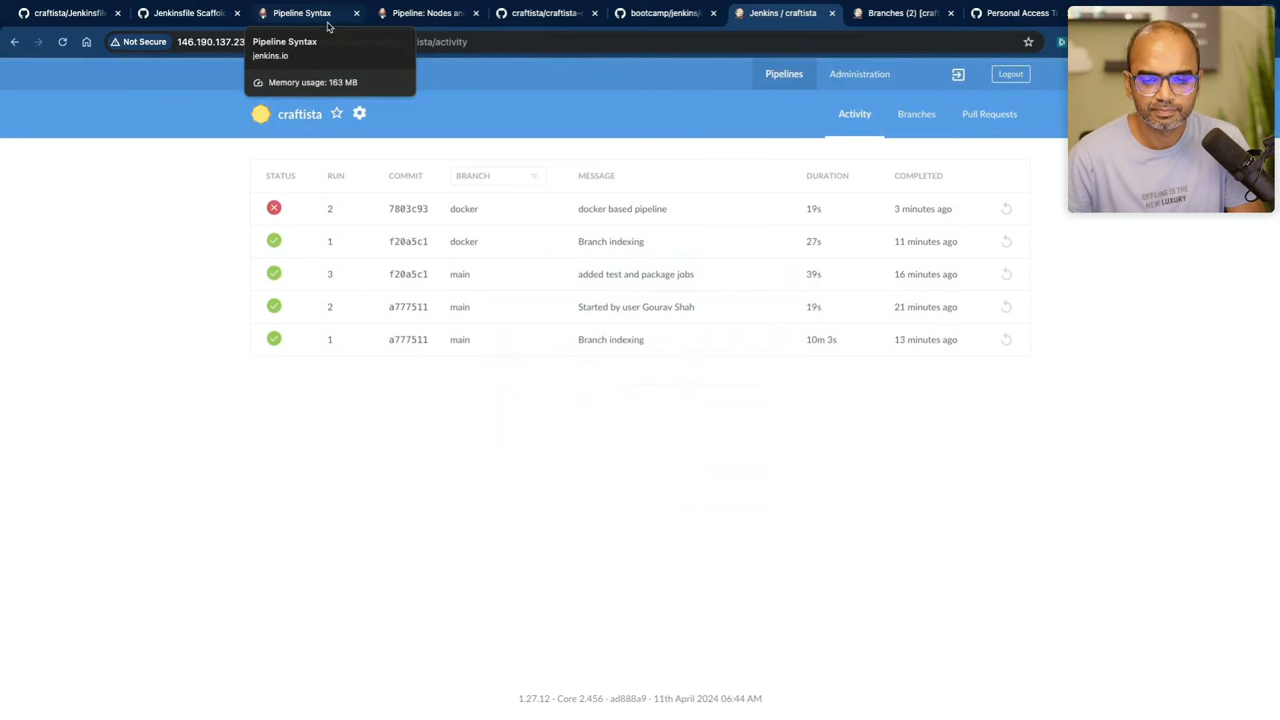 craftista/Jenkinsfil
Jenkinsfile Scaffol
Pipeline Syntax
Pipeline: Nodes an
craftista/craftista-
bootcamp/jenkins/
Jenkins / craftista
Branches (2) [craf
Personal Access T
Not Secure
146.190.137.23
ista/activity
Pipeline Syntax
jenkins.io
Memory usage: 163 MB
Pipelines
Administration
Logout
craftista
Activity
Branches
Pull Requests
STATUS RUN COMMIT BRANCH MESSAGE DURATION COMPLETED
2 7803c93 docker docker based pipeline 19s 3 minutes ago
1 f20a5c1 docker Branch indexing 27s 11 minutes ago
3 f20a5c1 main added test and package jobs 39s 16 minutes ago
2 a777511 main Started by user Gourav Shah 19s 21 minutes ago
1 a777511 main Branch indexing 10m 3s 13 minutes ago
OFFLINE IS THE
NEW LUXURY
1.27.12 · Core 2.456 · ad888a9 · 11th April 2024 06:44 AM